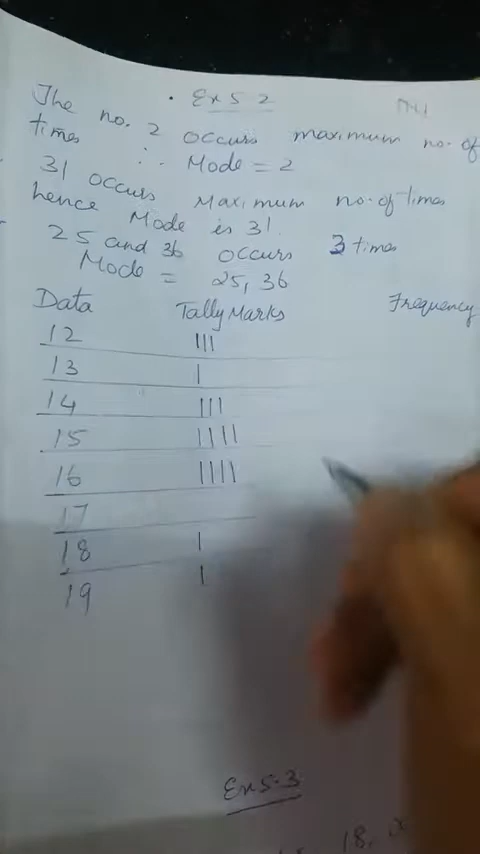 Ex 5.2
The no. 2 occurs maximum no. of
times ∴ Mode = 2
31 occurs Maximum no. of times
hence Mode is 31.
25 and 36 occurs 3 times
Mode = 25, 36
Data Tally Marks Frequency
12 |||
13 |
14 |||
15 ||||
16 ||||
17
18 |
19 |
Ex 5.3
18,